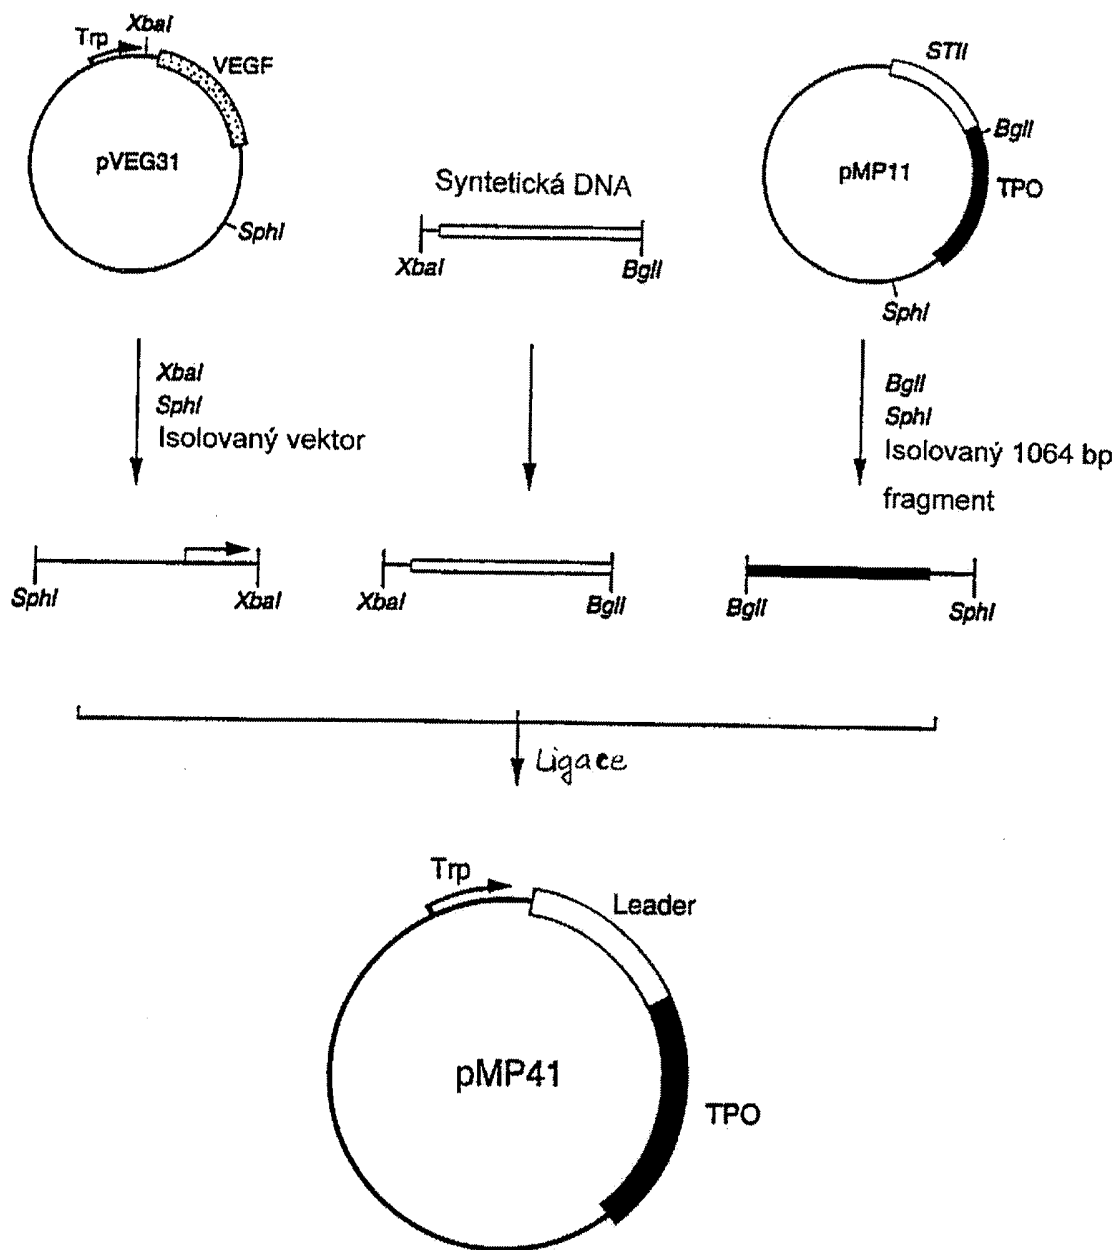 Trp
XbaI
VEGF
pVEG31
SphI
Syntetická DNA
XbaI
BglI
STII
BglI
pMP11
TPO
SphI
XbaI
SphI
Isolovaný vektor
BglI
SphI
Isolovaný 1064 bp
fragment
SphI
XbaI
XbaI
BglI
BglI
SphI
Ligace
Trp
Leader
pMP41
TPO